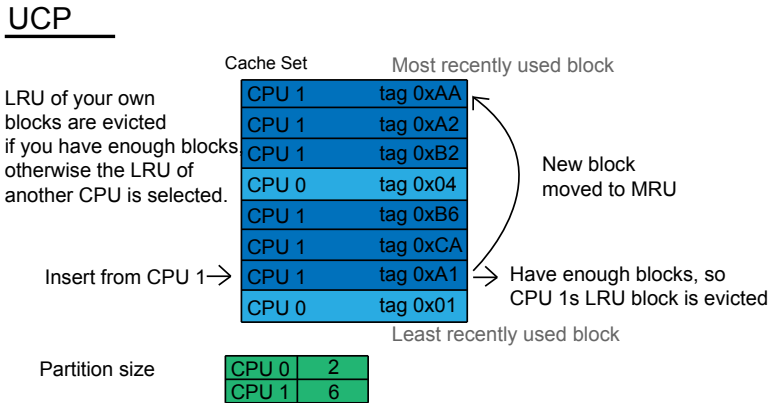 UCP
Cache Set
Most recently used block
LRU of your own
blocks are evicted
if you have enough blocks,
otherwise the LRU of
another CPU is selected.
CPU 1 tag 0xAA
CPU 1 tag 0xA2
CPU 1 tag 0xB2
CPU 0 tag 0x04
CPU 1 tag 0xB6
CPU 1 tag 0xCA
CPU 1 tag 0xA1
CPU 0 tag 0x01
New block
moved to MRU
Insert from CPU 1
Have enough blocks, so
CPU 1s LRU block is evicted
Least recently used block
Partition size
CPU 0 2
CPU 1 6